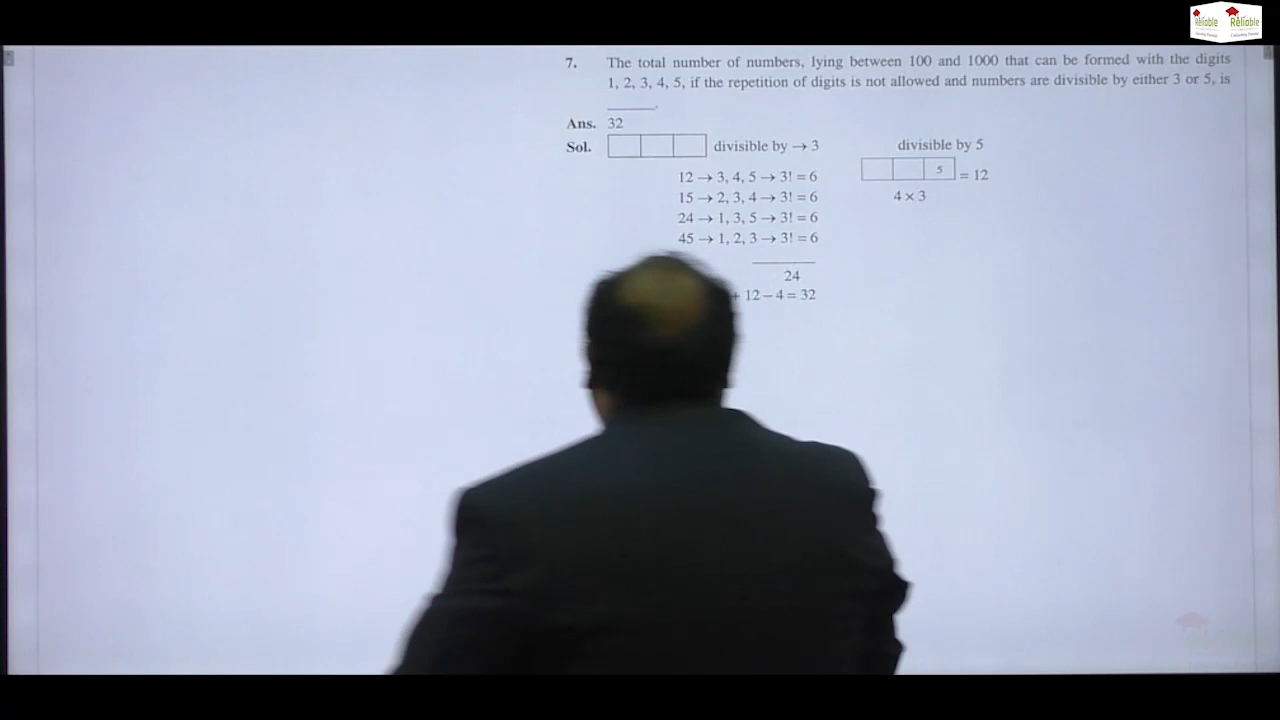 Reliable Reliable
7. The total number of numbers, lying between 100 and 1000 that can be formed with the digits
1, 2, 3, 4, 5, if the repetition of digits is not allowed and numbers are divisible by either 3 or 5, is
______.
Ans. 32
Sol. divisible by → 3 divisible by 5
5 = 12
12 → 3, 4, 5 → 3! = 6
15 → 2, 3, 4 → 3! = 6 4 × 3
24 → 1, 3, 5 → 3! = 6
45 → 1, 2, 3 → 3! = 6
24
+ 12 – 4 = 32